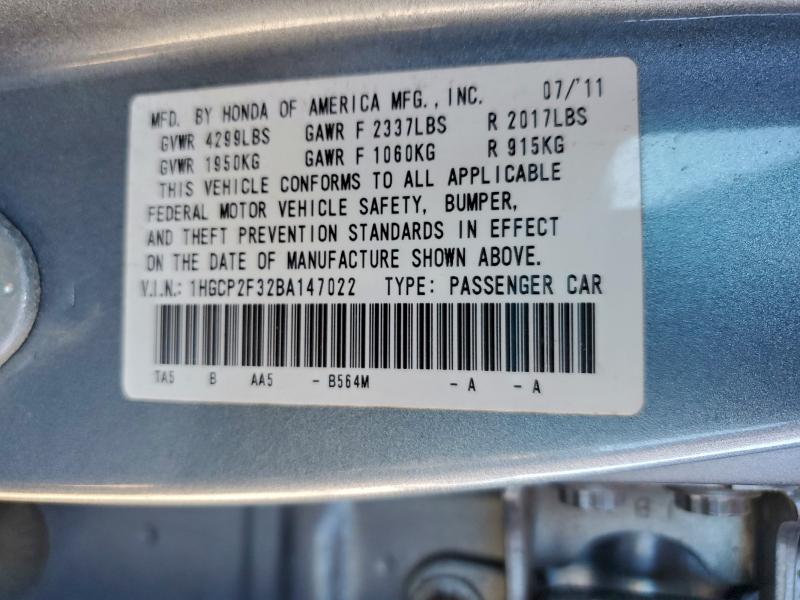 MFD. BY HONDA OF AMERICA MFG., INC. 07/'11
GVWR 4299LBS GAWR F 2337LBS R 2017LBS
GVWR 1950KG GAWR F 1060KG R 915KG
THIS VEHICLE CONFORMS TO ALL APPLICABLE
FEDERAL MOTOR VEHICLE SAFETY, BUMPER,
AND THEFT PREVENTION STANDARDS IN EFFECT
ON THE DATE OF MANUFACTURE SHOWN ABOVE.
V.I.N.: 1HGCP2F32BA147022 TYPE: PASSENGER CAR
TA5 B AA5 - B564M - A - A